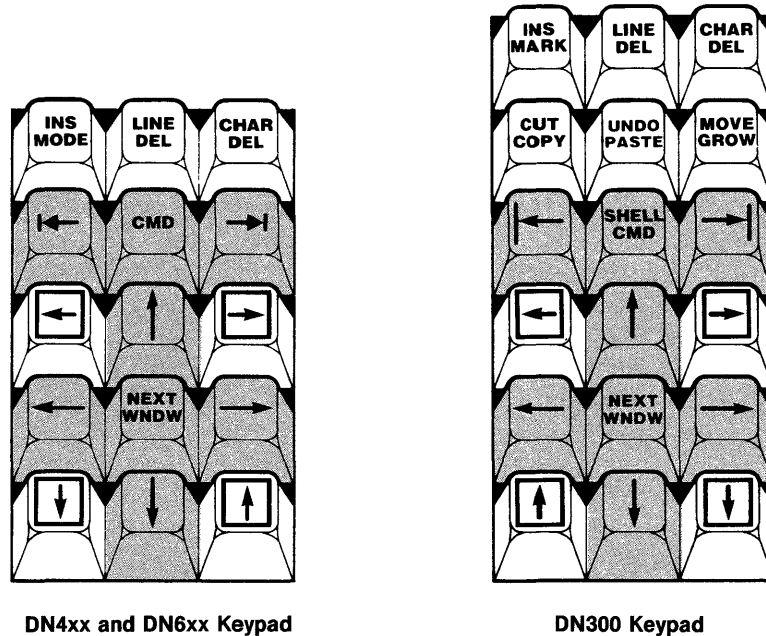 INS
MODE
LINE
DEL
CHAR
DEL
CMD
NEXT
WNDW
DN4xx and DN6xx Keypad
INS
MARK
LINE
DEL
CHAR
DEL
CUT
COPY
UNDO
PASTE
MOVE
GROW
SHELL
CMD
NEXT
WNDW
DN300 Keypad